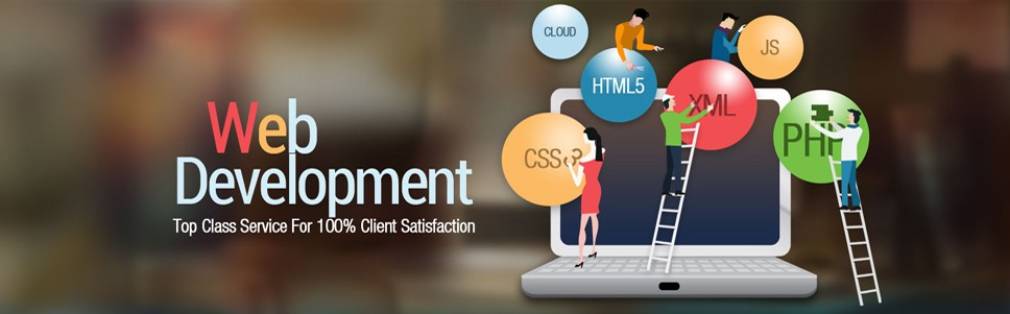 Web
Development
Top Class Service For 100% Client Satisfaction
CLOUD
JS
HTML5
XML
CSS3
PHP